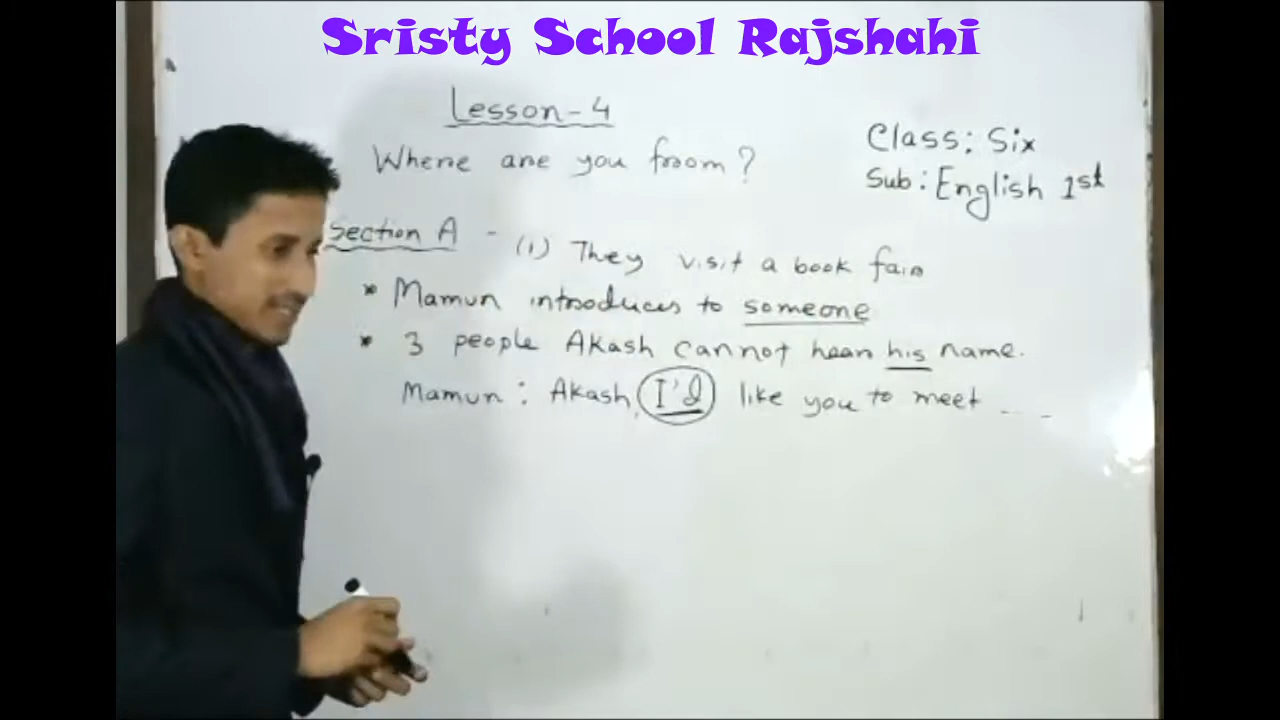 Sristy School Rajshahi
Lesson-4
Where are you from?
Class: Six
Sub: English 1st
Section A - (1) They visit a book fair
* Mamun introduces to someone
* 3 people Akash cannot hear his name.
Mamun: Akash, I'd like you to meet ....